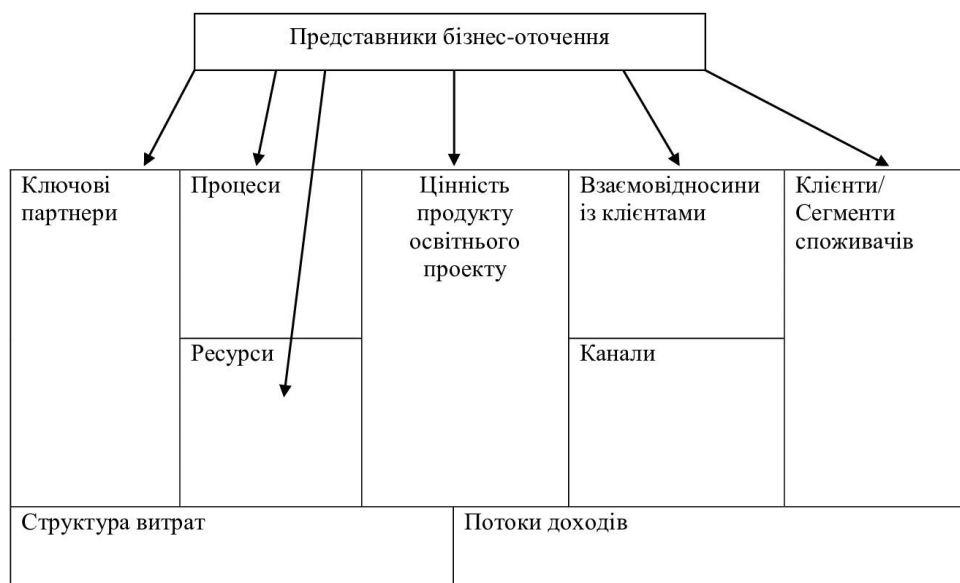 Представники бізнес-оточення
Ключові
партнери
Процеси
Ресурси
Цінність
продукту
освітнього
проекту
Взаємовідносини
із клієнтами
Канали
Клієнти/
Сегменти
споживачів
Структура витрат
Потоки доходів